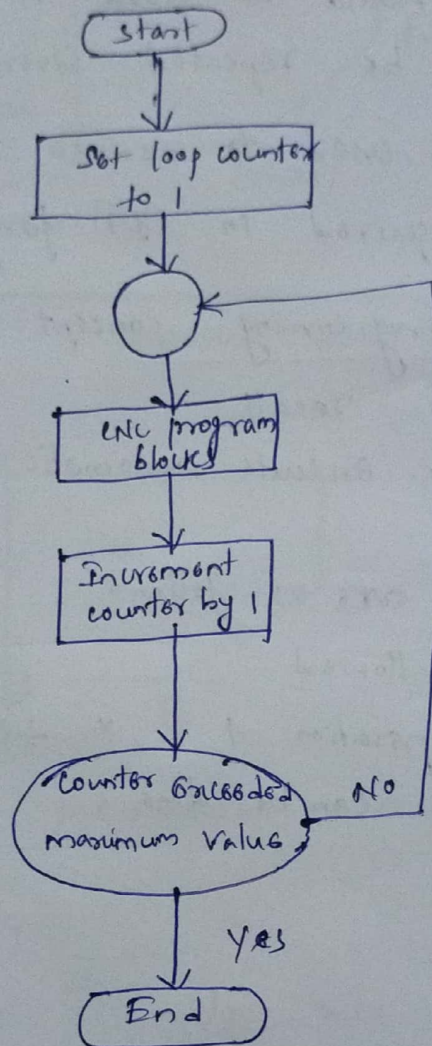 Start
Set loop counter
to 1
CNC program
blocks
Increment
counter by 1
Counter exceeded
maximum value
NO
Yes
End